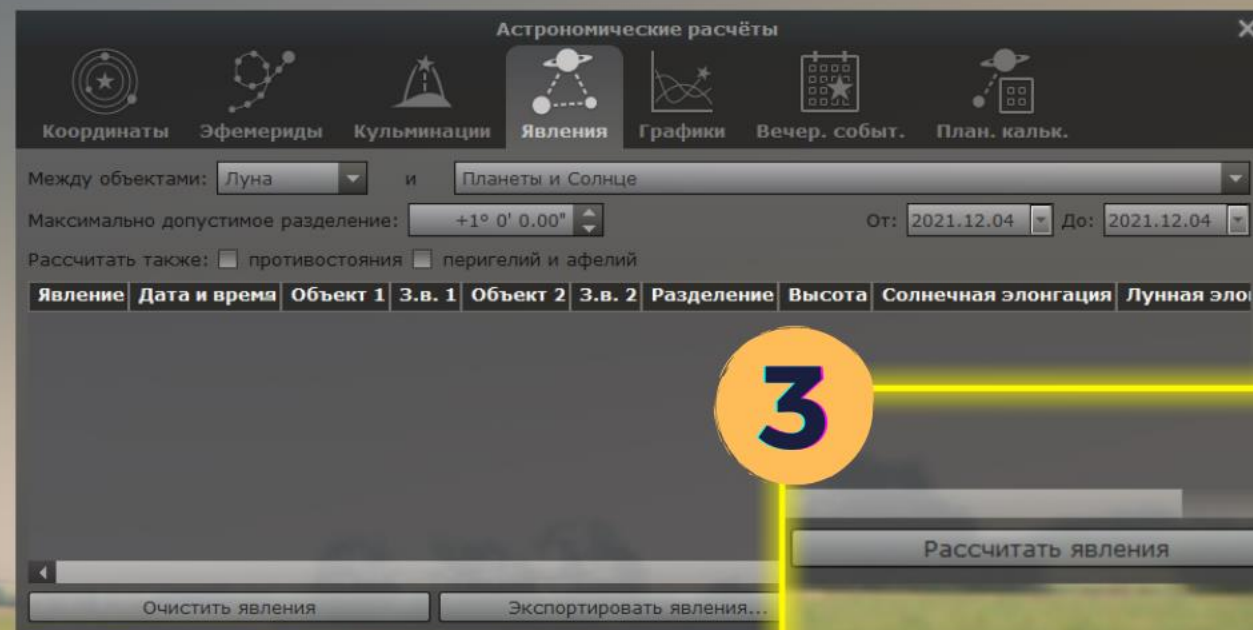 Астрономические расчёты
Координаты Эфемериды Кульминации Явления Графики Вечер. событ. План. кальк.
Между объектами: Луна и Планеты и Солнце
Максимально допустимое разделение: +1° 0' 0.00" От: 2021.12.04 До: 2021.12.04
Рассчитать также: противостояния перигелий и афелий
Явление Дата и время Объект 1 З.в. 1 Объект 2 З.в. 2 Разделение Высота Солнечная элонгация Лунная эло
3
Рассчитать явления
Очистить явления Экспортировать явления...